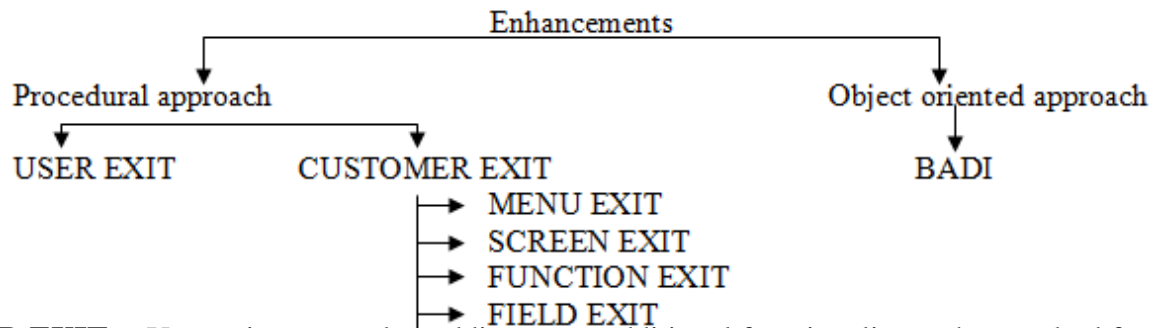 Enhancements
Procedural approach Object oriented approach
USER EXIT CUSTOMER EXIT BADI
MENU EXIT
SCREEN EXIT
FUNCTION EXIT
FIELD EXIT